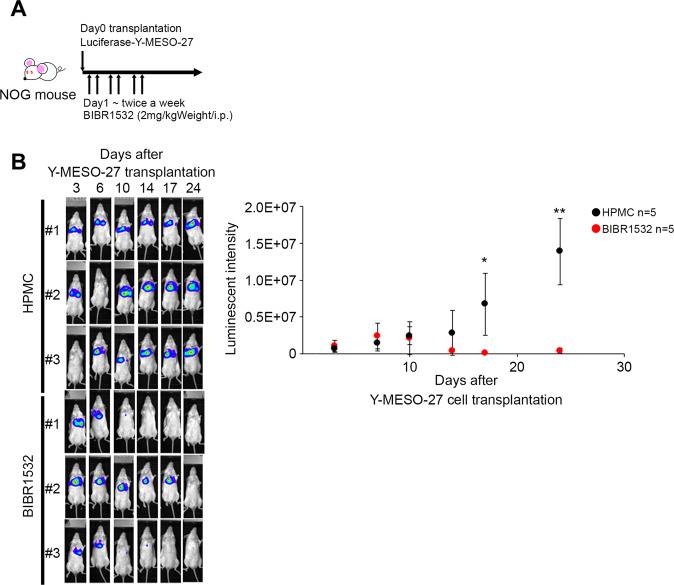 A
Day0 transplantation
Luciferase-Y-MESO-27
NOG mouse
Day1 ~ twice a week
BIBR1532 (2mg/kgWeight/i.p.)
B
Days after
Y-MESO-27 transplantation
3 6 10 14 17 24
HPMC
#1
#2
#3
BIBR1532
#1
#2
#3
Luminescent intensity
2.0E+07
1.5E+07
1.0E+07
0.5E+07
0
10 20 30
Days after
Y-MESO-27 cell transplantation
*
**
HPMC n=5
BIBR1532 n=5